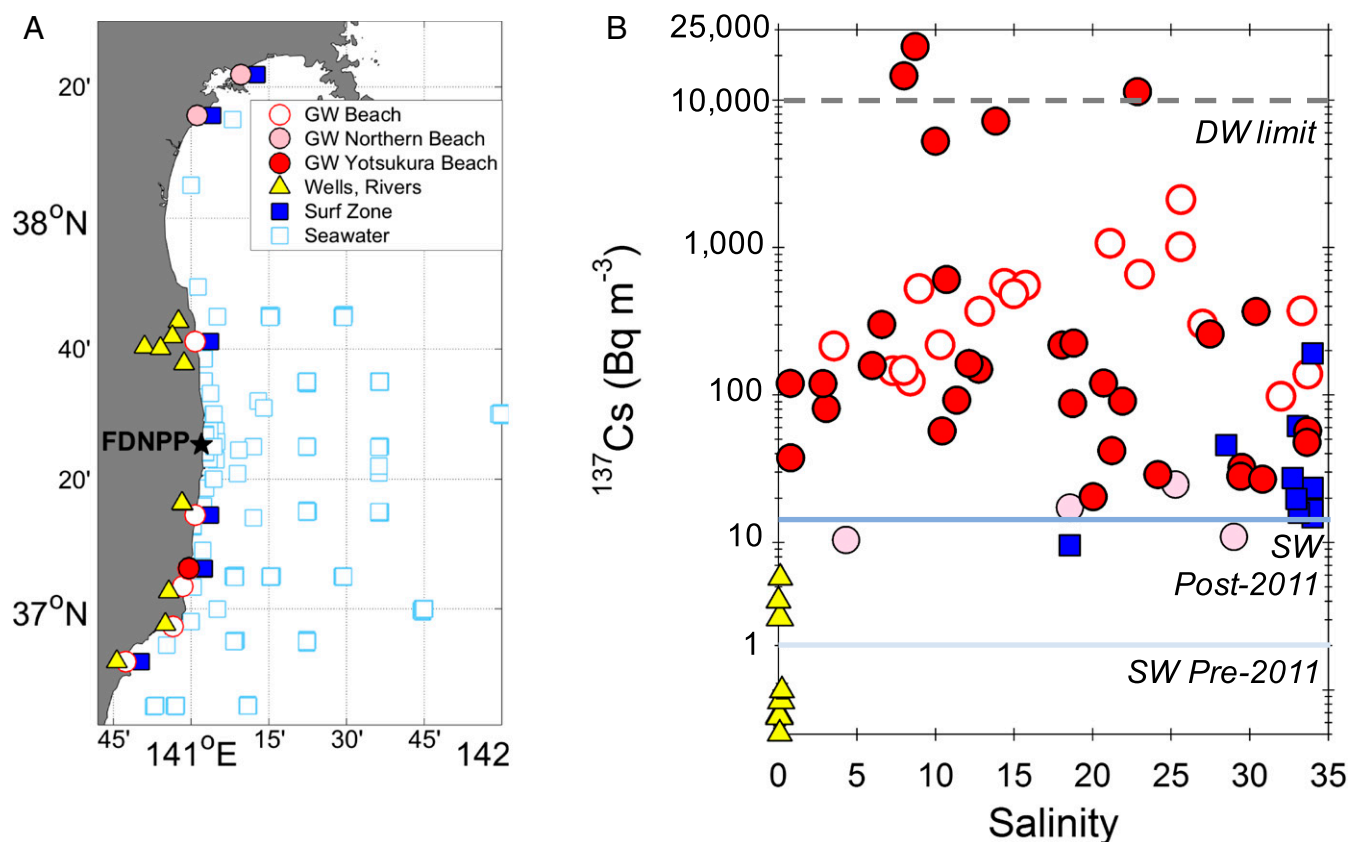 A
20'
38°N
40'
FDNPP
20'
37°N
45'
141°E
15'
30'
45'
142
GW Beach
GW Northern Beach
GW Yotsukura Beach
Wells, Rivers
Surf Zone
Seawater
B
25,000
10,000
1,000
100
10
1
137Cs (Bq m-3)
DW limit
SW
Post-2011
SW Pre-2011
0 5 10 15 20 25 30 35
Salinity